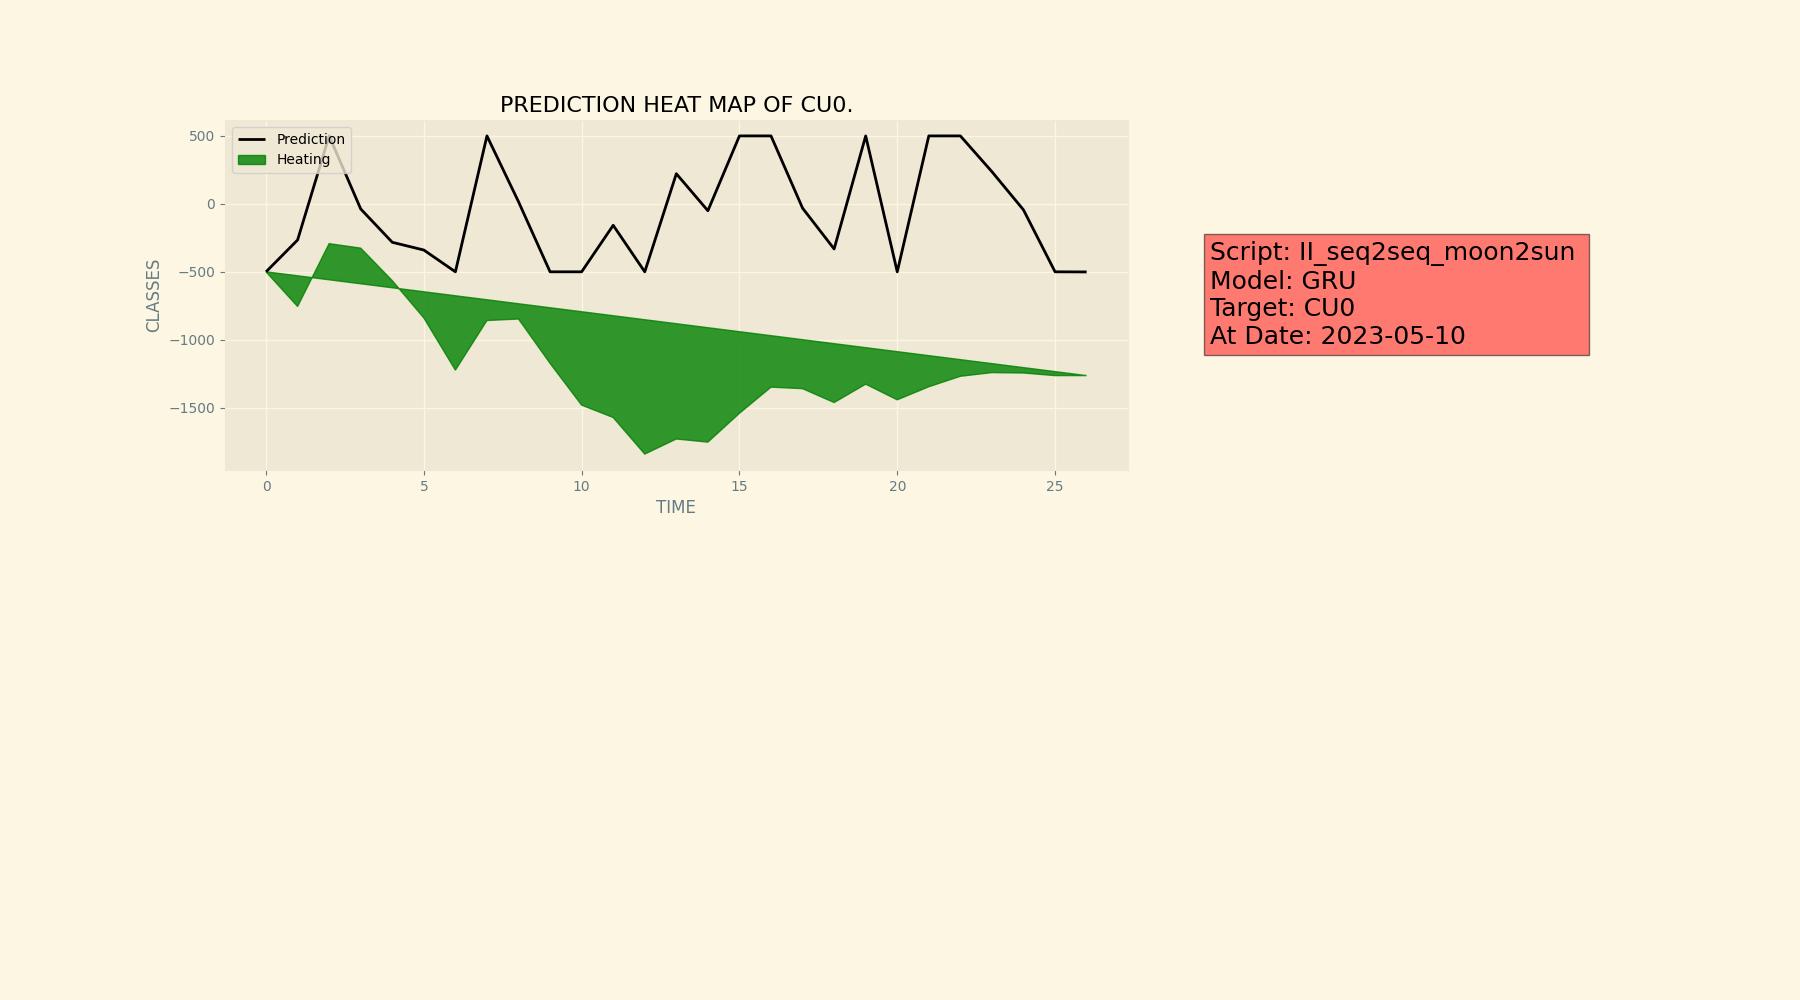 PREDICTION HEAT MAP OF CU0.
Prediction
Heating
500
0
−500
−1000
−1500
CLASSES
0 5 10 15 20 25
TIME
Script: II_seq2seq_moon2sun
Model: GRU
Target: CU0
At Date: 2023-05-10